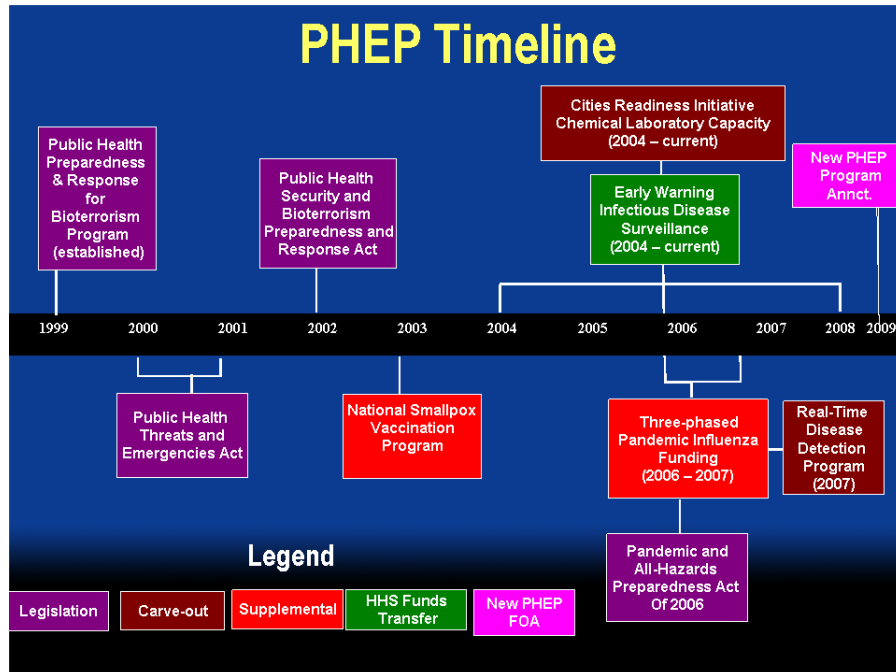 PHEP Timeline
Public Health
Preparedness
& Response
for
Bioterrorism
Program
(established)
Public Health
Security and
Bioterrorism
Preparedness and
Response Act
Cities Readiness Initiative
Chemical Laboratory Capacity
(2004 – current)
Early Warning
Infectious Disease
Surveillance
(2004 – current)
New PHEP
Program
Annct.
1999 2000 2001 2002 2003 2004 2005 2006 2007 2008 2009
Public Health
Threats and
Emergencies Act
National Smallpox
Vaccination
Program
Three-phased
Pandemic Influenza
Funding
(2006 – 2007)
Real-Time
Disease
Detection
Program
(2007)
Pandemic and
All-Hazards
Preparedness Act
Of 2006
Legend
Legislation
Carve-out
Supplemental
HHS Funds
Transfer
New PHEP
FOA